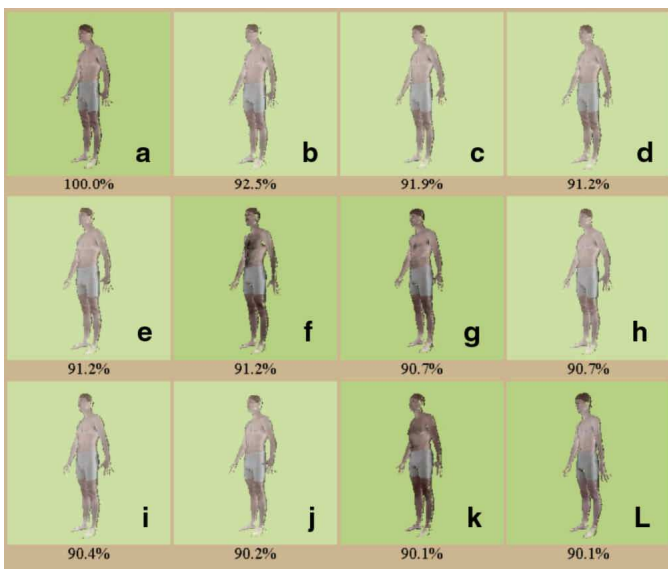 a b c d
100.0% 92.5% 91.9% 91.2%
e f g h
91.2% 91.2% 90.7% 90.7%
i j k L
90.4% 90.2% 90.1% 90.1%